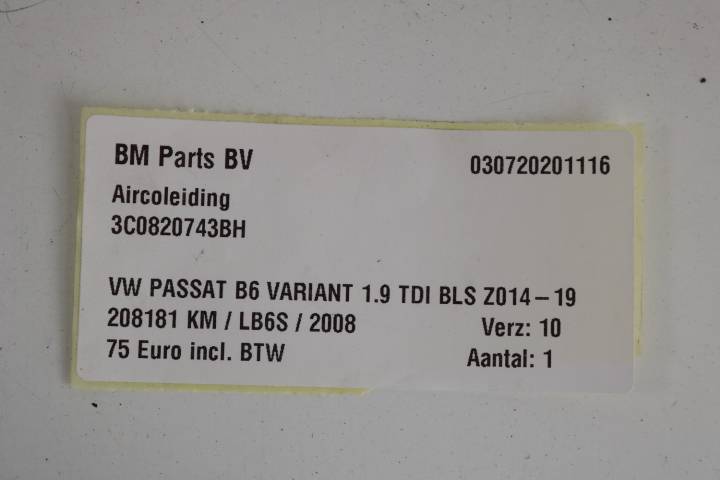 BM Parts BV 030720201116
Aircoleiding
3C0820743BH
VW PASSAT B6 VARIANT 1.9 TDI BLS Z014-19
208181 KM / LB6S / 2008 Verz: 10
75 Euro incl. BTW Aantal: 1